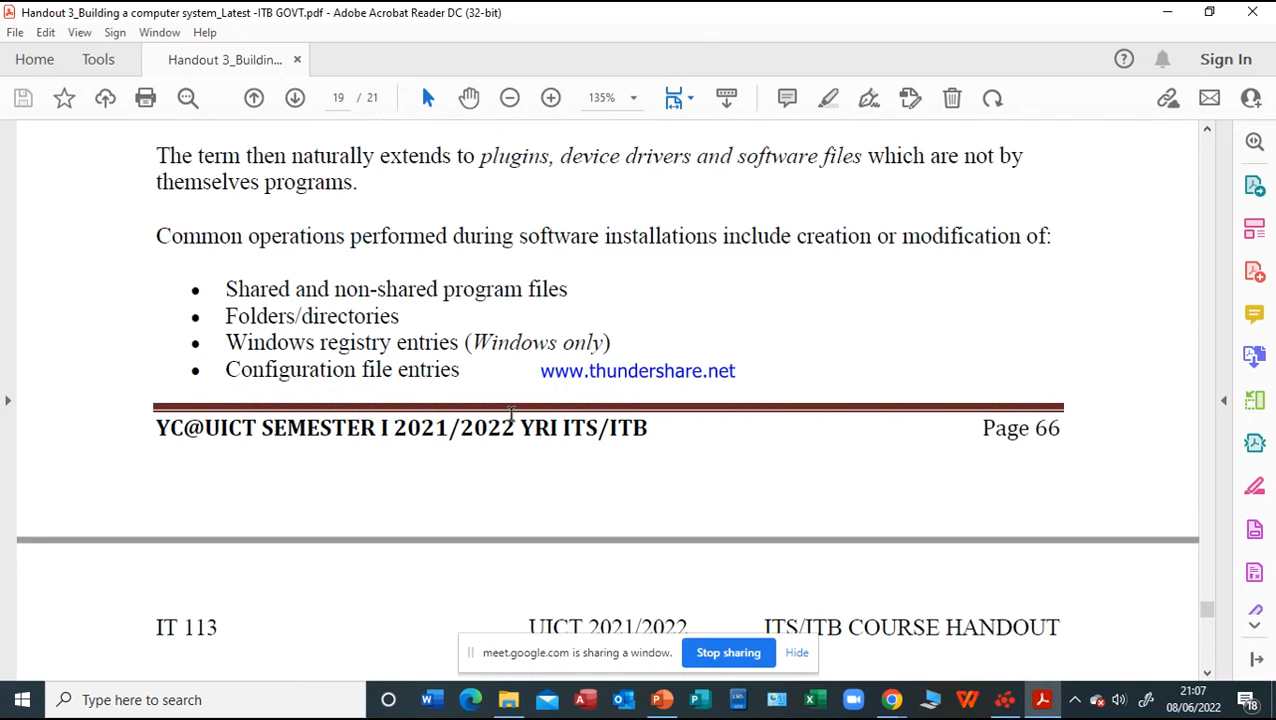 Handout 3_Building a computer system_Latest -ITB GOVT.pdf - Adobe Acrobat Reader DC (32-bit)
File Edit View Sign Window Help
Home Tools Handout 3_Buildin... × Sign In
19 / 21 135%
The term then naturally extends to plugins, device drivers and software files which are not by
themselves programs.
Common operations performed during software installations include creation or modification of:
• Shared and non-shared program files
• Folders/directories
• Windows registry entries (Windows only)
• Configuration file entries www.thundershare.net
YC@UICT SEMESTER I 2021/2022 YRI ITS/ITB Page 66
IT 113 UICT 2021/2022 ITS/ITB COURSE HANDOUT
meet.google.com is sharing a window. Stop sharing Hide
Type here to search
21:07
08/06/2022
18